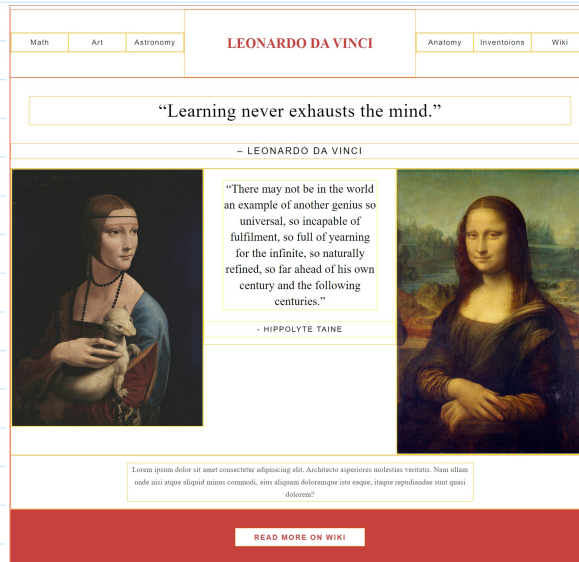 Math Art Astronomy LEONARDO DA VINCI Anatomy Inventoions Wiki
“Learning never exhausts the mind.”
– LEONARDO DA VINCI
“There may not be in the world
an example of another genius so
universal, so incapable of
fulfilment, so full of yearning
for the infinite, so naturally
refined, so far ahead of his own
century and the following
centuries.”
- HIPPOLYTE TAINE
Lorem ipsum dolor sit amet consectetur adipisicing elit. Architecto asperiores molestias veritatis. Nam ullam
unde nisi atque aliquid minus commodi, eius aliquam doloremque iste eaque, itaque repudiandae sunt quasi
dolorem?
READ MORE ON WIKI